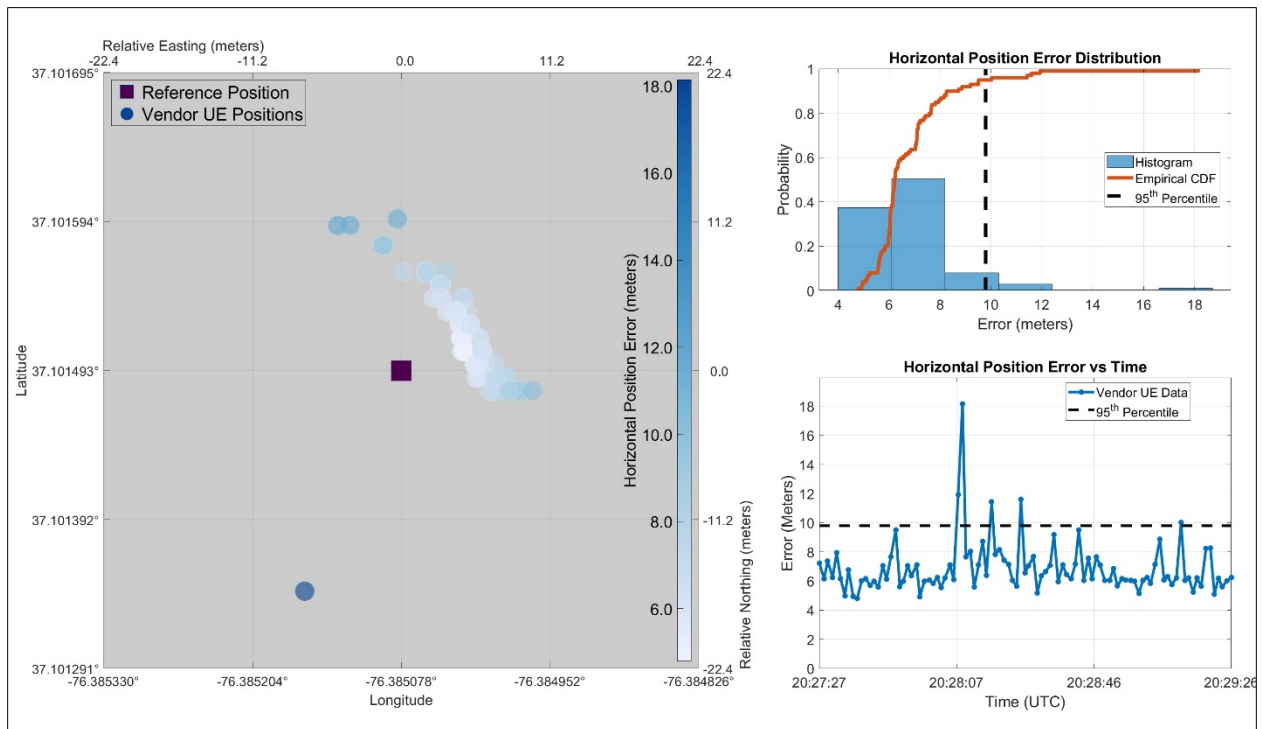 Relative Easting (meters)
-22.4 -11.2 0.0 11.2 22.4
37.101695°
37.101594°
37.101493°
37.101392°
37.101291°
Latitude
Reference Position
Vendor UE Positions
18.0
16.0
14.0
12.0
10.0
8.0
6.0
Horizontal Position Error (meters)
22.4
11.2
0.0
-11.2
-22.4
Relative Northing (meters)
-76.385330° -76.385204° -76.385078° -76.384952° -76.384826°
Longitude
Horizontal Position Error Distribution
1
0.8
0.6
0.4
0.2
0
Probability
Histogram
Empirical CDF
95th Percentile
4 6 8 10 12 14 16 18
Error (meters)
Horizontal Position Error vs Time
18
16
14
12
10
8
6
4
2
0
Error (Meters)
Vendor UE Data
95th Percentile
20:27:27 20:28:07 20:28:46 20:29:26
Time (UTC)